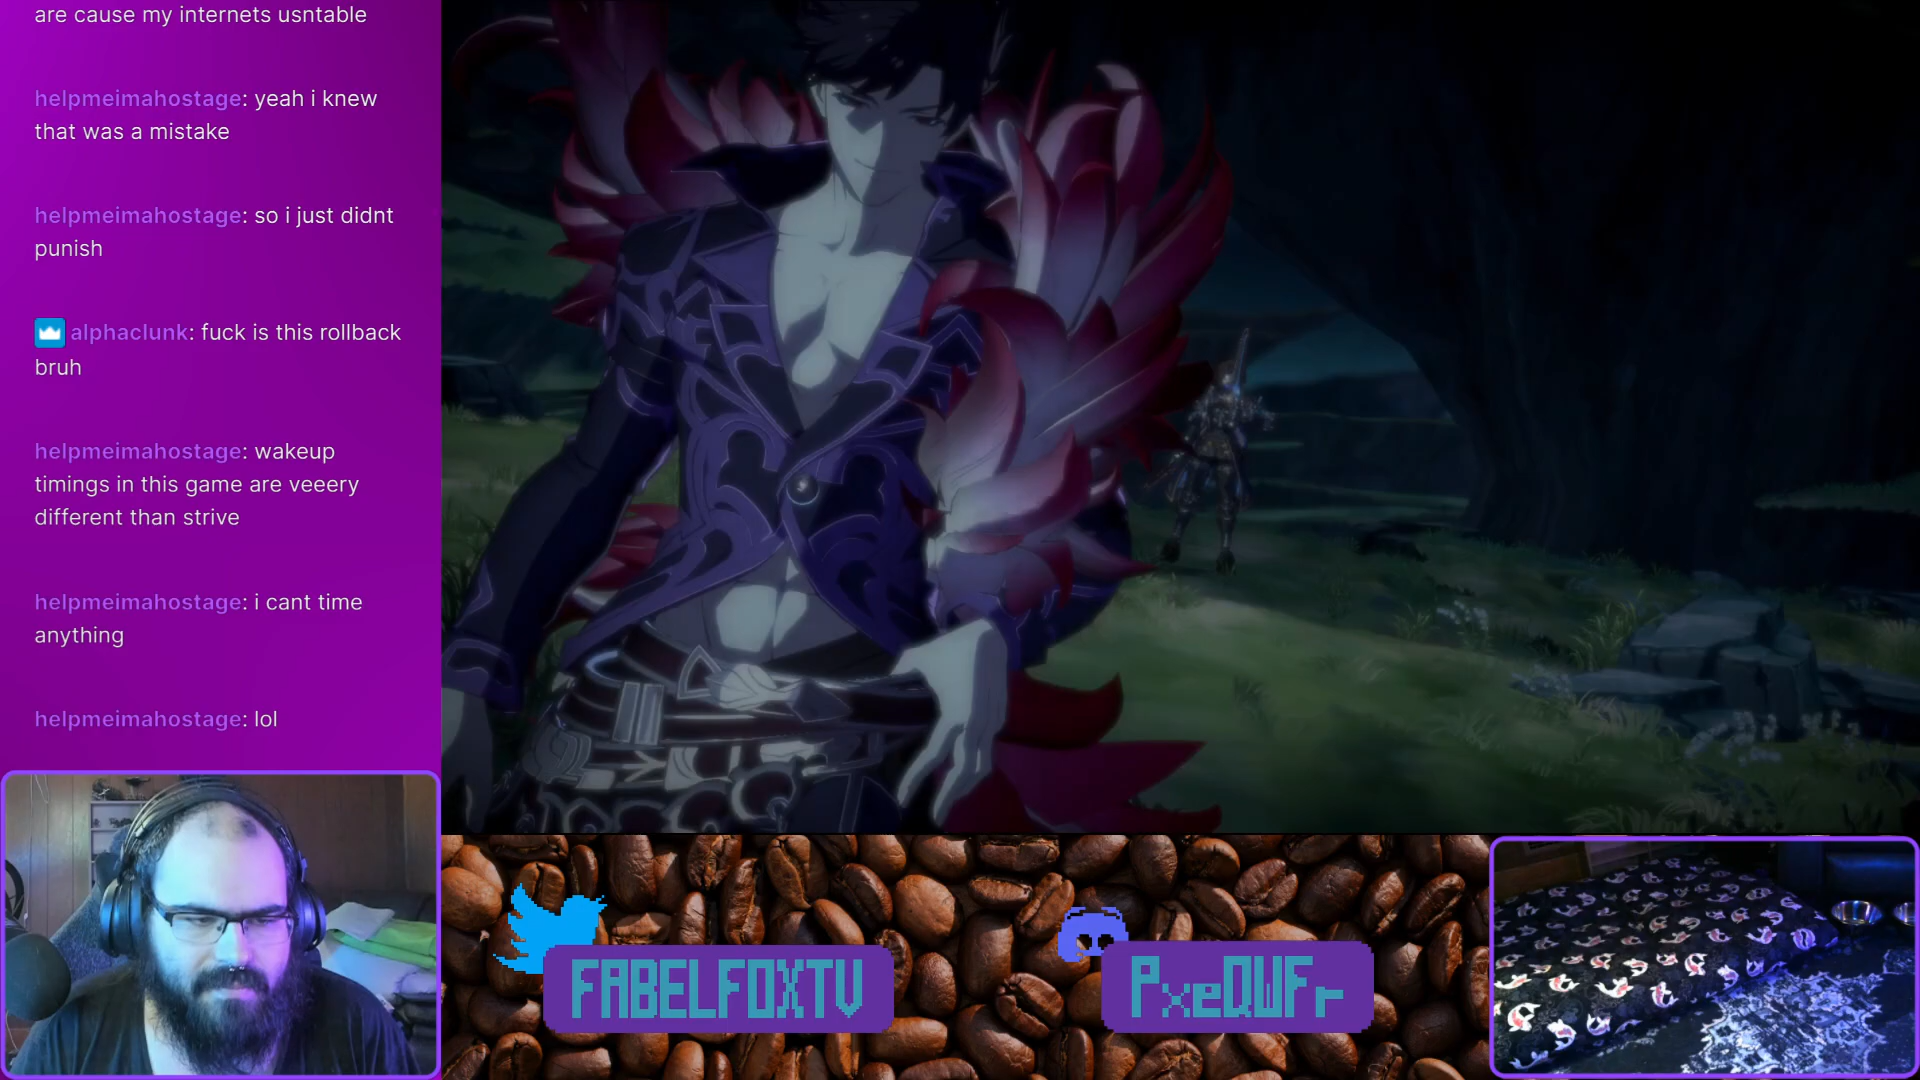 are cause my internets usntable
helpmeimahostage: yeah i knew
that was a mistake
helpmeimahostage: so i just didnt
punish
alphaclunk: fuck is this rollback
bruh
helpmeimahostage: wakeup
timings in this game are veeery
different than strive
helpmeimahostage: i cant time
anything
helpmeimahostage: lol
FABELFOXTV
PxeQWFr